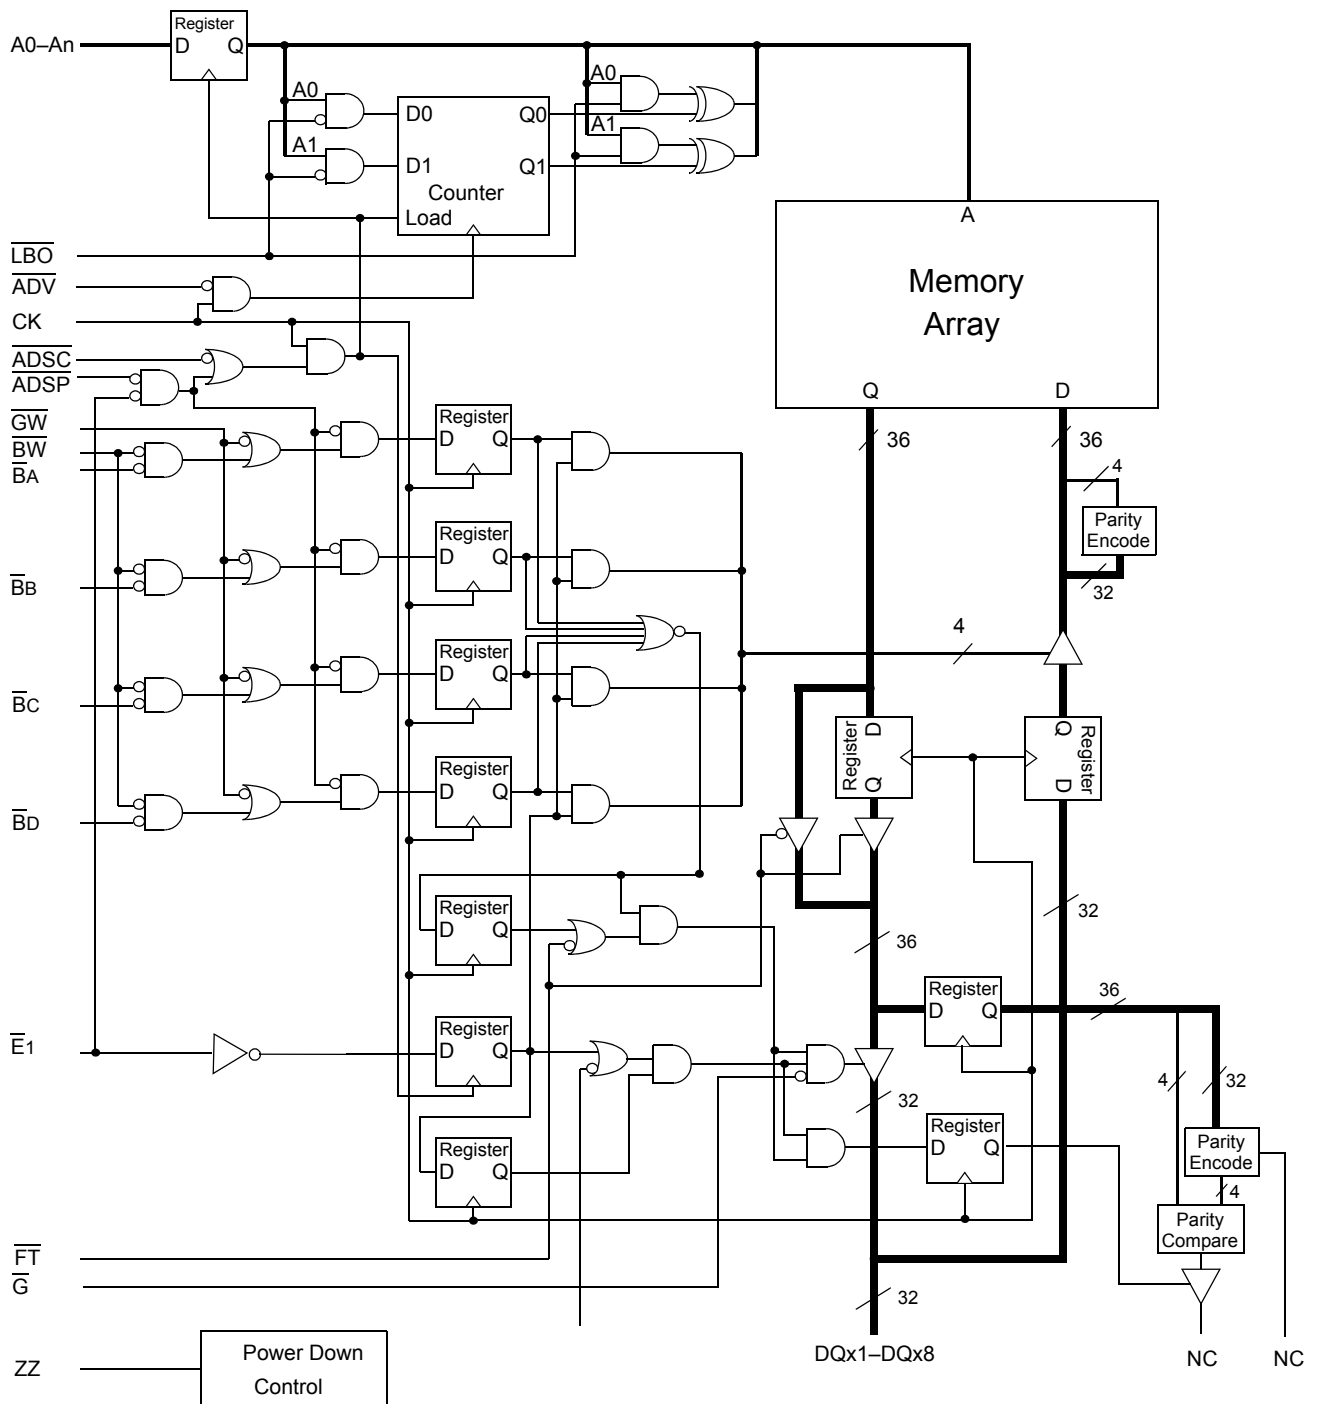 Register
A0–An D Q
A0
A0
D0 Q0
A1
A1
D1 Q1
Counter
Load
A
LBO
Memory
ADV
Array
CK
ADSC
ADSP
Q D
GW
Register
36 36
BW
D Q
BA
4
Parity
Encode
Register
D Q
BB
32
4
Register
D Q
BC
D Register Q
Q Register D
Register
D Q
BD
Register
32
D Q
36
Register
D Q
36
Register
E1
D Q
4 32
32
Register
D Q
Register
D Q
Parity
Encode
4
Parity
Compare
FT
G
32
Power Down
Control
ZZ
DQx1–DQx8
NC NC